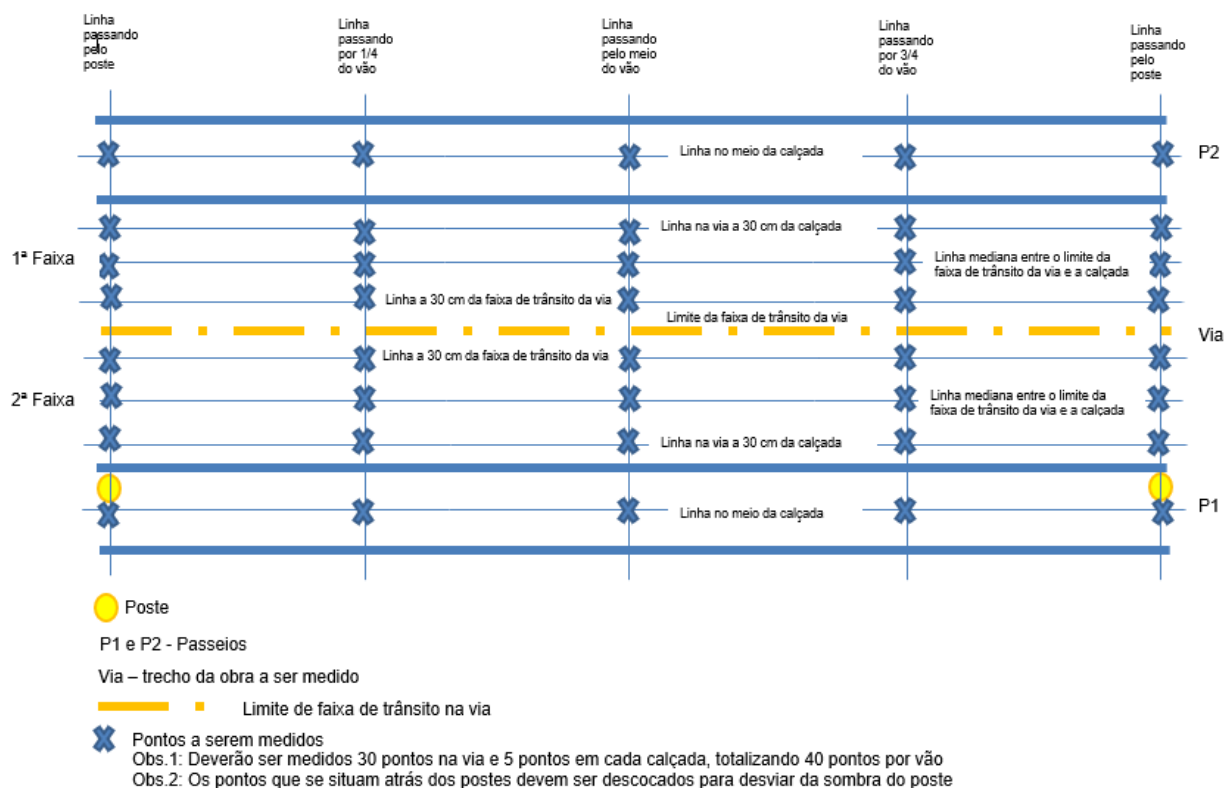 Linha
passando
pelo
poste
Linha
passando
por 1/4
do vão
Linha
passando
pelo meio
do vão
Linha
passando
por 3/4
do vão
Linha
passando
pelo
poste
Linha no meio da calçada
P2
Linha na via a 30 cm da calçada
1ª Faixa
Linha mediana entre o limite da
faixa de trânsito da via e a calçada
Linha a 30 cm da faixa de trânsito da via
Limite da faixa de trânsito da via
Via
Linha a 30 cm da faixa de trânsito da via
2ª Faixa
Linha mediana entre o limite da
faixa de trânsito da via e a calçada
Linha na via a 30 cm da calçada
Linha no meio da calçada
P1
Poste
P1 e P2 - Passeios
Via – trecho da obra a ser medido
Limite de faixa de trânsito na via
Pontos a serem medidos
Obs.1: Deverão ser medidos 30 pontos na via e 5 pontos em cada calçada, totalizando 40 pontos por vão
Obs.2: Os pontos que se situam atrás dos postes devem ser descocados para desviar da sombra do poste